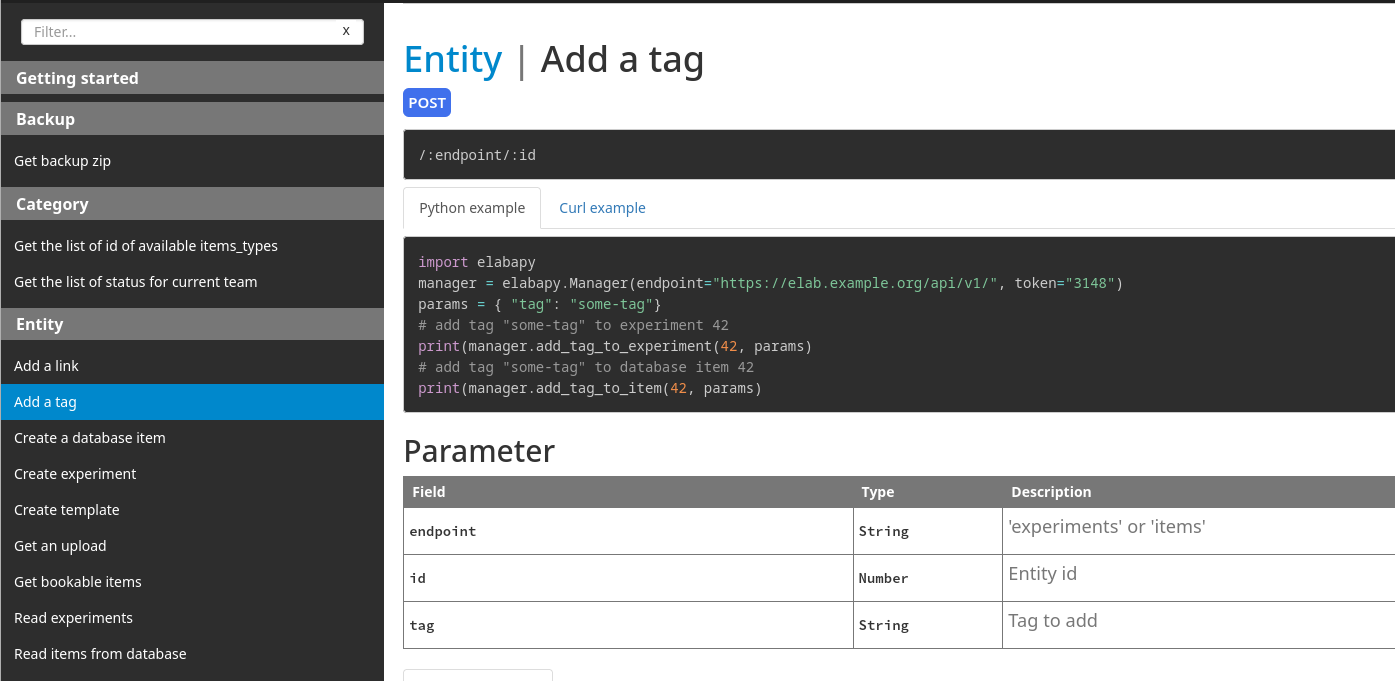 Filter...
x
Getting started
Backup
Get backup zip
Category
Get the list of id of available items_types
Get the list of status for current team
Entity
Add a link
Add a tag
Create a database item
Create experiment
Create template
Get an upload
Get bookable items
Read experiments
Read items from database
Entity | Add a tag
POST
/:endpoint/:id
Python example
Curl example
import elabapy
manager = elabapy.Manager(endpoint="https://elab.example.org/api/v1/", token="3148")
params = { "tag": "some-tag"}
# add tag "some-tag" to experiment 42
print(manager.add_tag_to_experiment(42, params)
# add tag "some-tag" to database item 42
print(manager.add_tag_to_item(42, params)
Parameter
Field Type Description
endpoint String 'experiments' or 'items'
id Number Entity id
tag String Tag to add